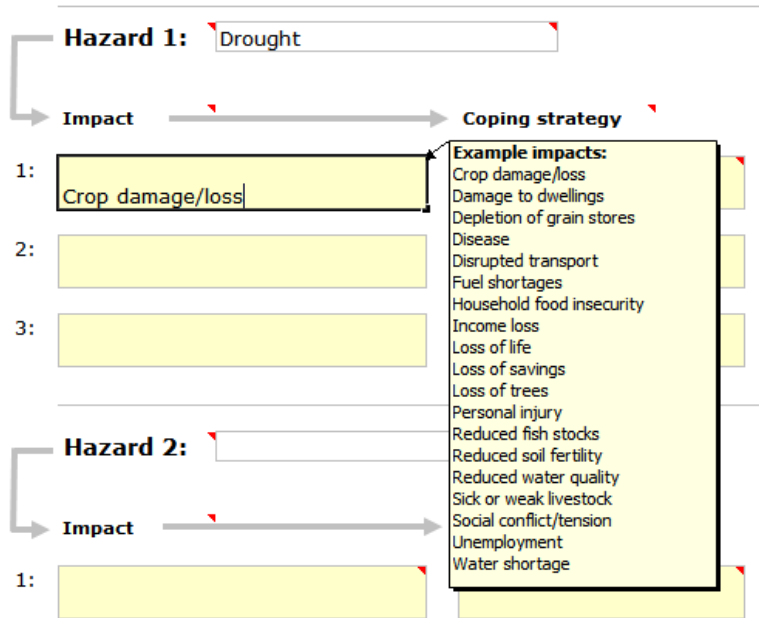 Hazard 1: Drought
Impact Coping strategy
1: Crop damage/loss
Example impacts:
Crop damage/loss
Damage to dwellings
Depletion of grain stores
Disease
Disrupted transport
Fuel shortages
Household food insecurity
Income loss
Loss of life
Loss of savings
Loss of trees
Personal injury
Reduced fish stocks
Reduced soil fertility
Reduced water quality
Sick or weak livestock
Social conflict/tension
Unemployment
Water shortage
2:
3:
Hazard 2:
Impact
1: